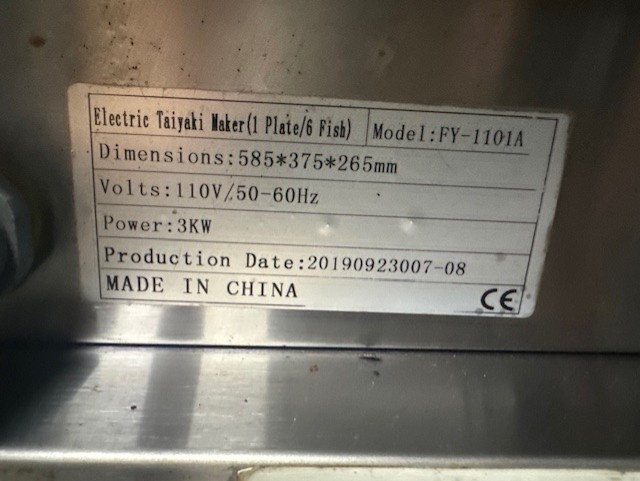 Electric Taiyaki Maker(1 Plate/6 Fish) Model:FY-1101A
Dimensions:585*375*265mm
Volts:110V/50-60Hz
Power:3KW
Production Date:20190923007-08
MADE IN CHINA CE